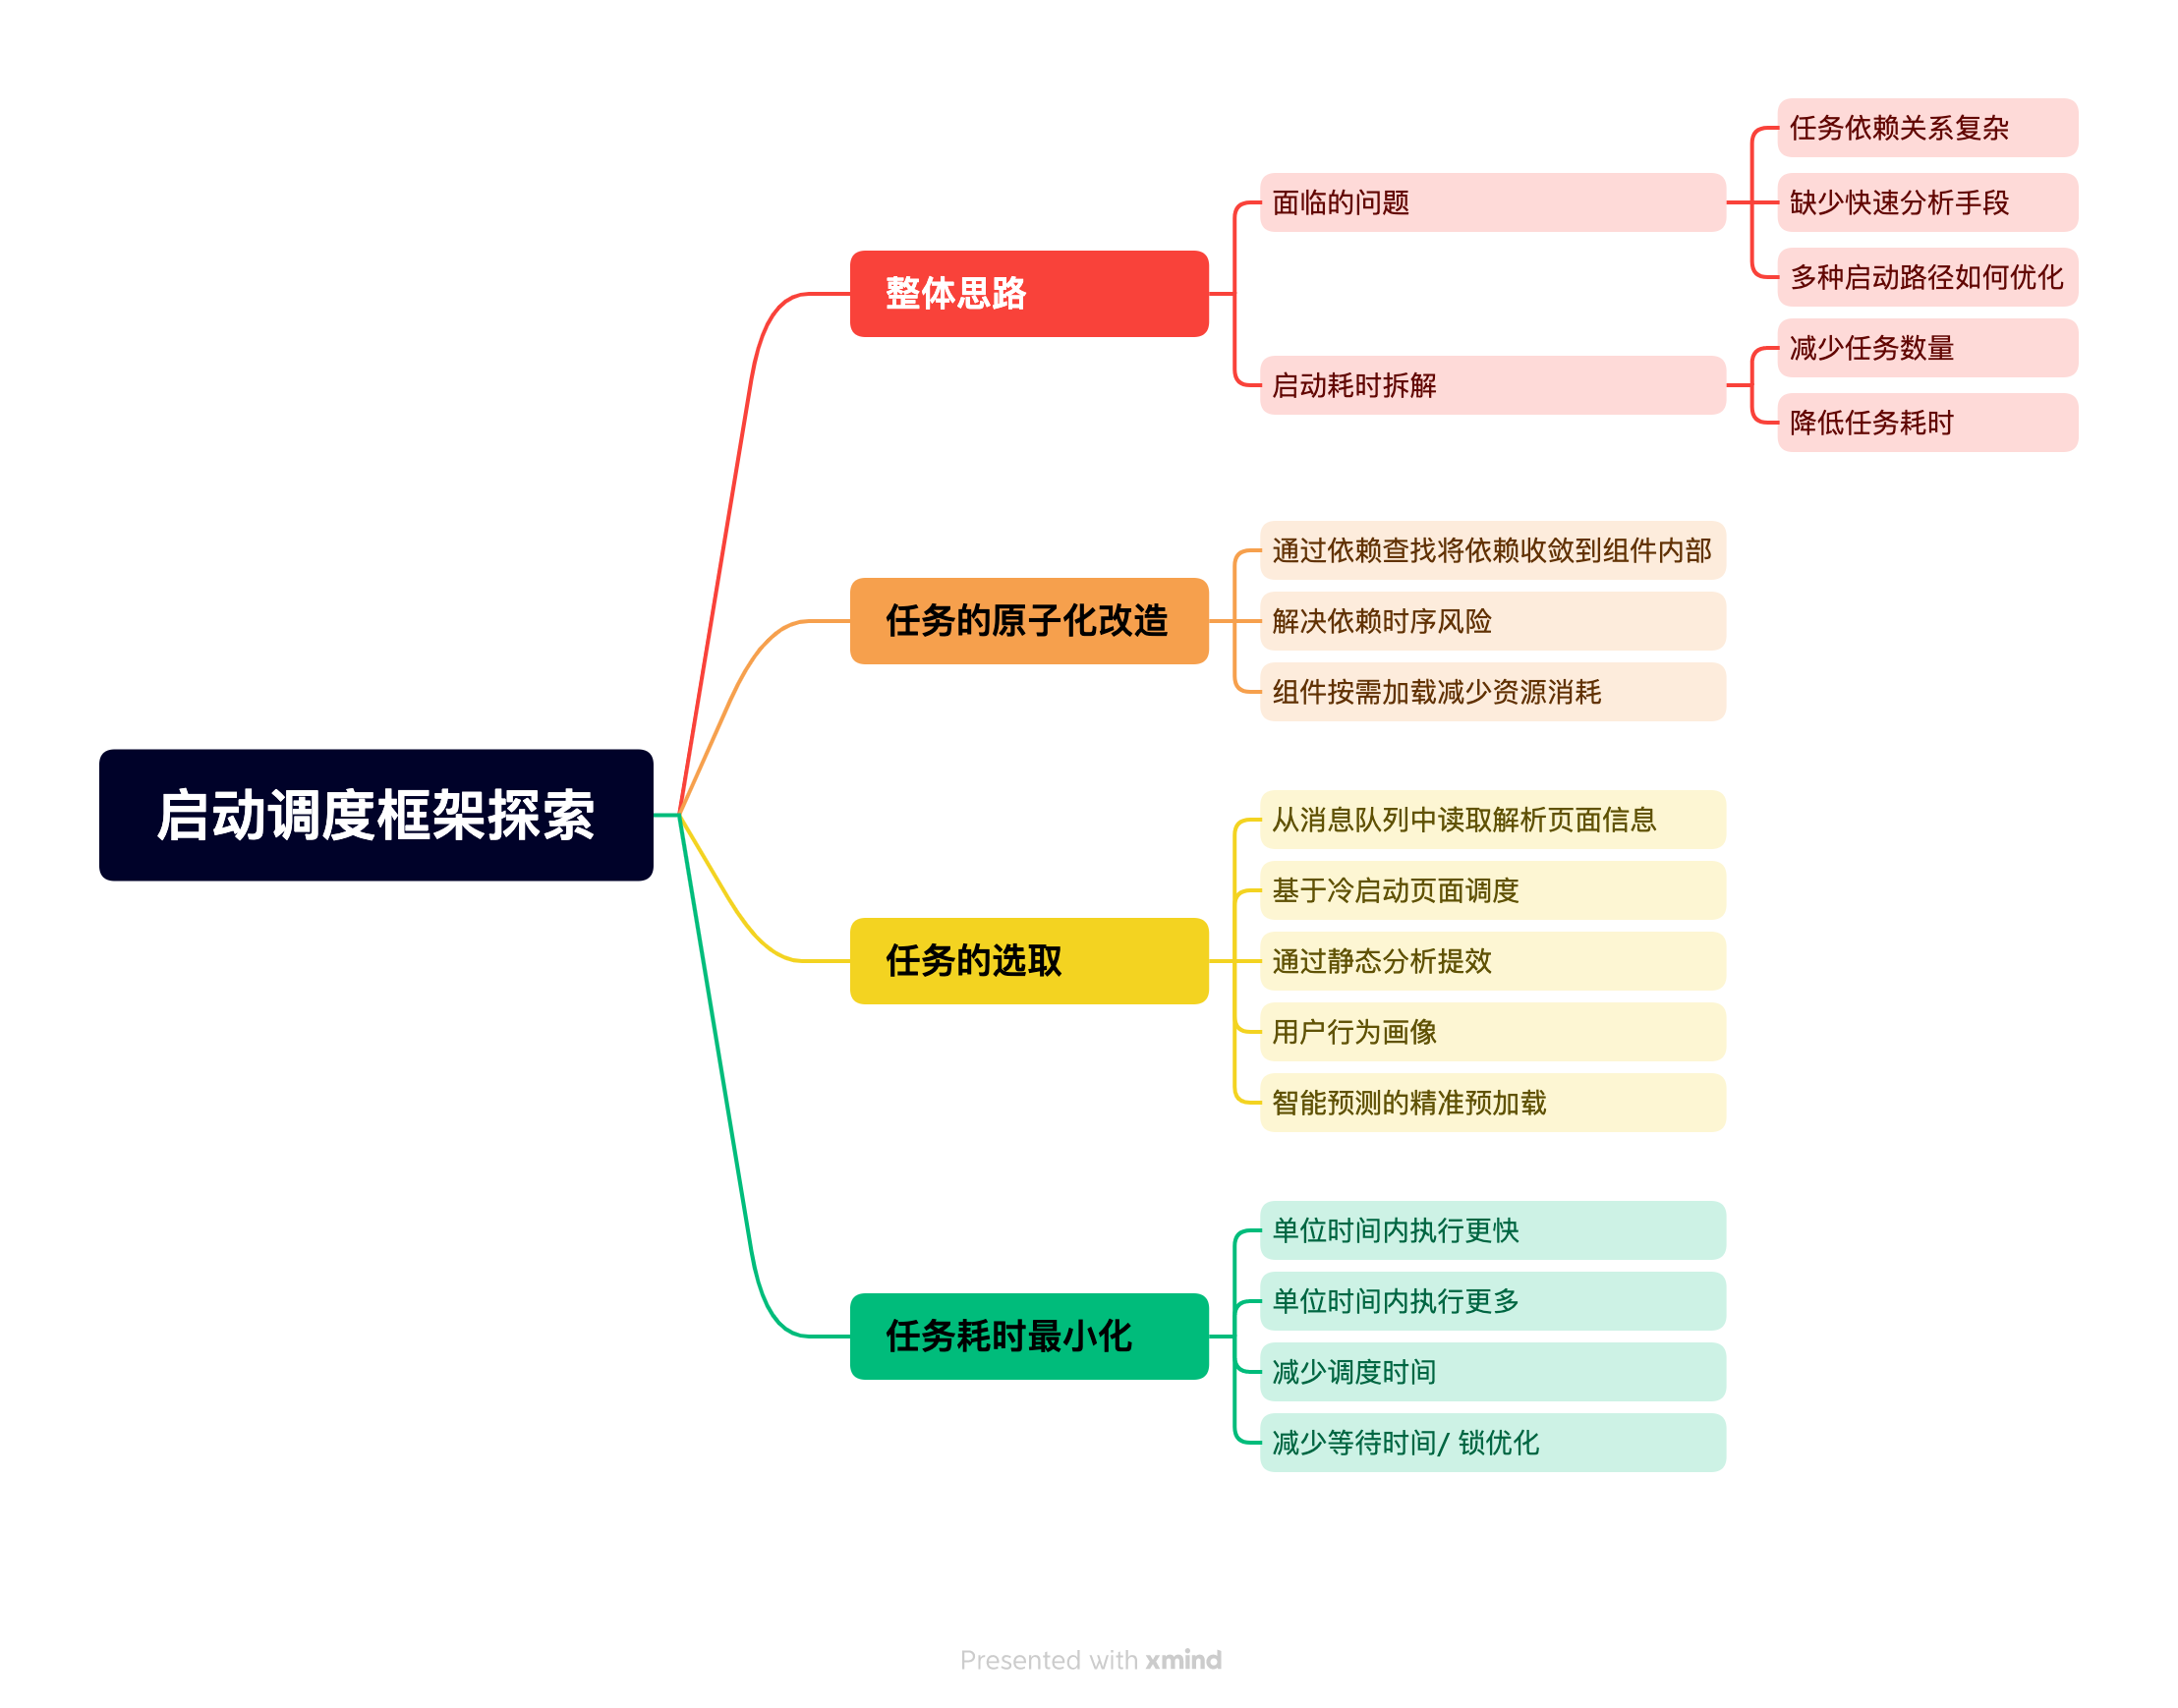 启动调度框架探索
整体思路
面临的问题
任务依赖关系复杂
缺少快速分析手段
多种启动路径如何优化
启动耗时拆解
减少任务数量
降低任务耗时
任务的原子化改造
通过依赖查找将依赖收敛到组件内部
解决依赖时序风险
组件按需加载减少资源消耗
任务的选取
从消息队列中读取解析页面信息
基于冷启动页面调度
通过静态分析提效
用户行为画像
智能预测的精准预加载
任务耗时最小化
单位时间内执行更快
单位时间内执行更多
减少调度时间
减少等待时间/ 锁优化
Presented with xmind